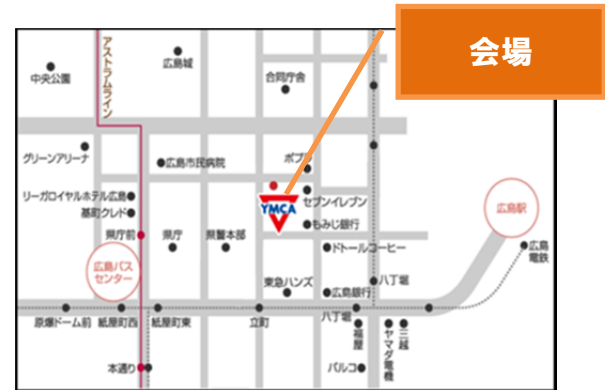 会場
アストラムライン
広島城
中央公園
合同庁舎
グリーンアリーナ
広島市民病院
ポプラ
リーガロイヤルホテル広島
セブンイレブン
YMCA
基町クレド
もみじ銀行
広島駅
県庁前
県庁
県警本部
ドトールコーヒー
広島
電鉄
広島バス
センター
東急ハンズ
八丁堀
広島銀行
原爆ドーム前
紙屋町西
紙屋町東
立町
八丁堀
福屋
ヤマダ電機
三越
本通り
パルコ